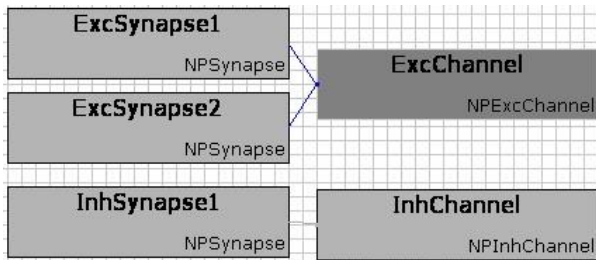 ExcSynapse1
NPSynapse
ExcChannel
NPExcChannel
ExcSynapse2
NPSynapse
InhSynapse1
NPSynapse
InhChannel
NPInhChannel